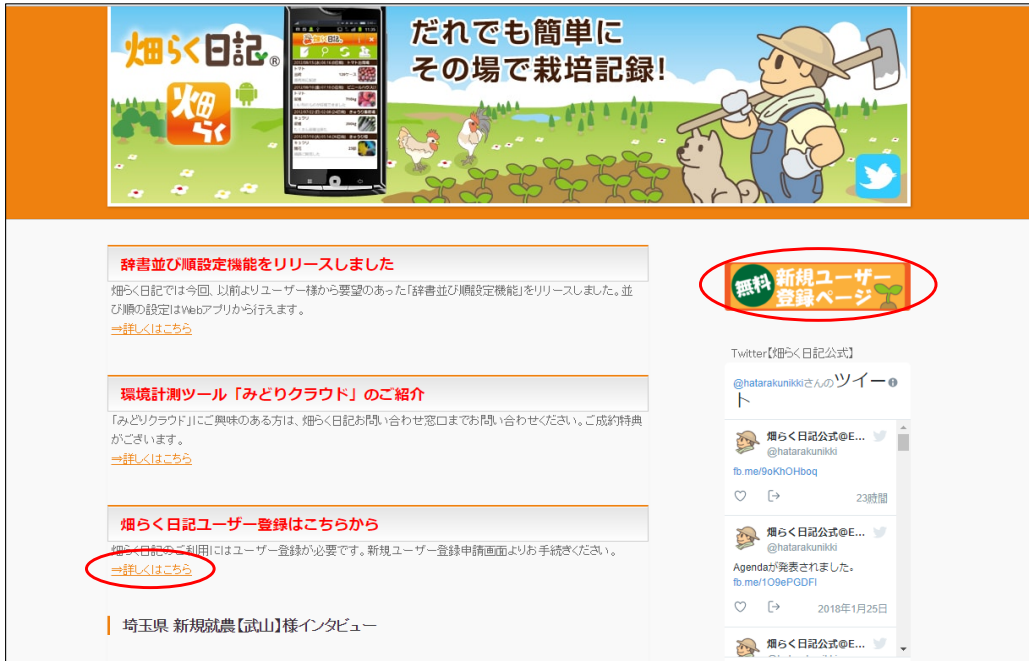 畑らく日記®
だれでも簡単に
その場で栽培記録!
畑らく
辞書並び順設定機能をリリースしました
畑らく日記では今回、以前よりユーザー様から要望のあった「辞書並び順設定機能」をリリースしました。並
び順の設定はWebアプリから行えます。
⇒詳しくはこちら
環境計測ツール「みどりクラウド」のご紹介
「みどりクラウド」にご興味のある方は、畑らく日記お問い合わせ窓口までお問い合わせください。ご成約特典
がございます。
⇒詳しくはこちら
畑らく日記ユーザー登録はこちらから
畑らく日記のご利用にはユーザー登録が必要です。新規ユーザー登録申請画面よりお手続きください。
⇒詳しくはこちら
埼玉県 新規就農【武山】様インタビュー
無料 新規ユーザー
登録ページ
Twitter【畑らく日記公式】
@hatarakunikkiさんのツイー
ト
畑らく日記公式@E...
@hatarakunikki
fb.me/9oKhOHboq
23時間
畑らく日記公式@E...
@hatarakunikki
Agendaが発表されました。
fb.me/1O9ePGDFI
2018年1月25日
畑らく日記公式@E...